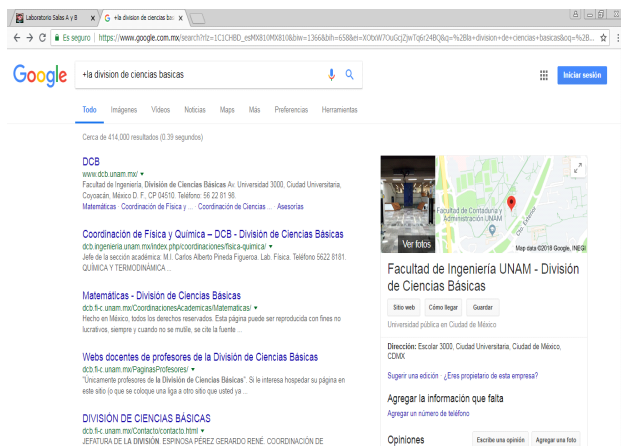 Laboratorio Salas A y B
+la division de ciencias bas
Es seguro
https://www.google.com.mx/search?rlz=1C1CHBD_esMX810MX810&biw=1366&bih=658&ei=
Google
+la division de ciencias basicas
Iniciar sesión
Todo Imágenes Vídeos Noticias Maps Más Preferencias Herramientas
Cerca de 414,000 resultados (0.39 segundos)
DCB
www.dcb.unam.mx/
Facultad de Ingeniería, División de Ciencias Básicas Av. Universidad 3000, Ciudad Universitaria,
Coyoacán, México D. F., CP 04510. Teléfono: 56 22 81 98.
Matemáticas · Coordinación de Física y ... · Coordinación de Ciencias ... · Asesorías
Coordinación de Física y Química – DCB - División de Ciencias Básicas
dcb.ingenieria.unam.mx/index.php/coordinaciones/fisica-quimica/
Jefe de la sección académica: M.I. Carlos Alberto Pineda Figueroa. Lab. Física. Teléfono 5622 8181.
QUÍMICA Y TERMODINÁMICA ...
Matemáticas - División de Ciencias Básicas
dcb.fi-c.unam.mx/CoordinacionesAcademicas/Matematicas/
Hecho en México, todos los derechos reservados. Esta página puede ser reproducida con fines no
lucrativos, siempre y cuando no se mutile, se cite la fuente ...
Webs docentes de profesores de la División de Ciencias Básicas
dcb.fi-c.unam.mx/PaginasProfesores/
"Únicamente profesores de la División de Ciencias Básicas". Si le interesa hospedar su página en
este sitio (o que se coloque una liga a otro sitio que usted ya ...
DIVISIÓN DE CIENCIAS BÁSICAS
dcb.fi-c.unam.mx/Contacto/contacto.html
JEFATURA DE LA DIVISIÓN. ESPINOSA PÉREZ GERARDO RENÉ. COORDINACIÓN DE
Ver fotos
Facultad de Contaduría y
Administración UNAM
Cto. Exterior
Map data ©2018 Google, INEGI
Facultad de Ingeniería UNAM - División
de Ciencias Básicas
Sitio web Cómo llegar Guardar
Universidad pública en Ciudad de México
Dirección: Escolar 3000, Ciudad Universitaria, Ciudad de México,
CDMX
Sugerir una edición · ¿Eres propietario de esta empresa?
Agregar la información que falta
Agregar un número de teléfono
Opiniones
Escribe una opinión Agregar una foto